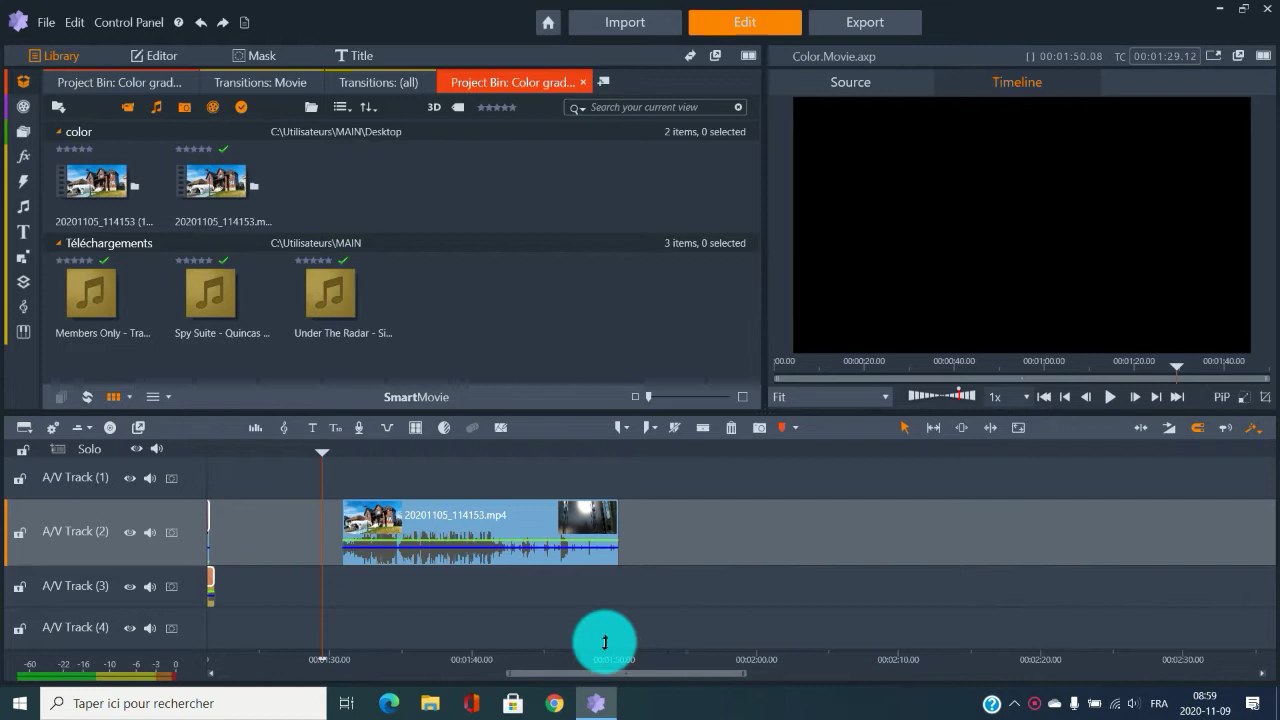 File Edit Control Panel Import Edit Export
Library Editor Mask Title Color.Movie.axp [ ] 00:01:50.08 TC 00:01:29.12
Project Bin: Color grad... Transitions: Movie Transitions: (all) Project Bin: Color grad... × Source Timeline
3D Search your current view
color C:\Utilisateurs\MAIN\Desktop 2 items, 0 selected
20201105_114153 (1... 20201105_114153.m...
Téléchargements C:\Utilisateurs\MAIN 3 items, 0 selected
Members Only - Tra... Spy Suite - Quincas ... Under The Radar - Si...
:00.00 00:00:20.00 00:00:40.00 00:01:00.00 00:01:20.00 00:01:40.00
SmartMovie Fit 1x PiP
Solo
A/V Track (1)
A/V Track (2) 20201105_114153.mp4
A/V Track (3)
A/V Track (4)
-60 -22 -16 -10 -6 -3 0 :30.00 00:01:40.00 00:01:50.00 00:02:00.00 00:02:10.00 00:02:20.00 00:02:30.00
Taper ici pour rechercher FRA 08:59
2020-11-09